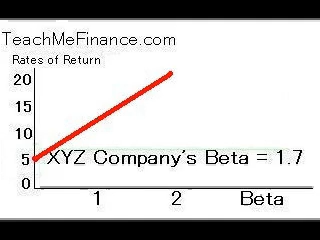 TeachMeFinance.com
Rates of Return
20
15
10
5
XYZ Company's Beta = 1.7
0
1 2 Beta